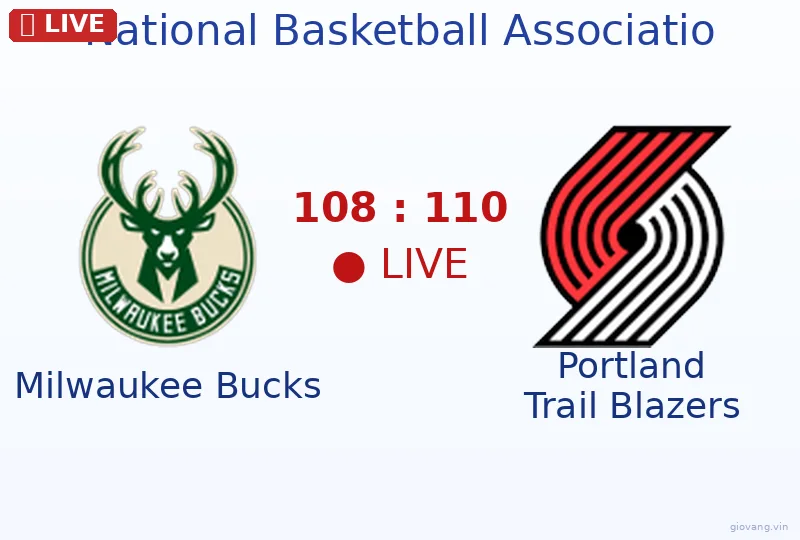 LIVE
National Basketball Associatio
108 : 110
● LIVE
MILWAUKEE BUCKS
Milwaukee Bucks
Portland
Trail Blazers
giovang.vin